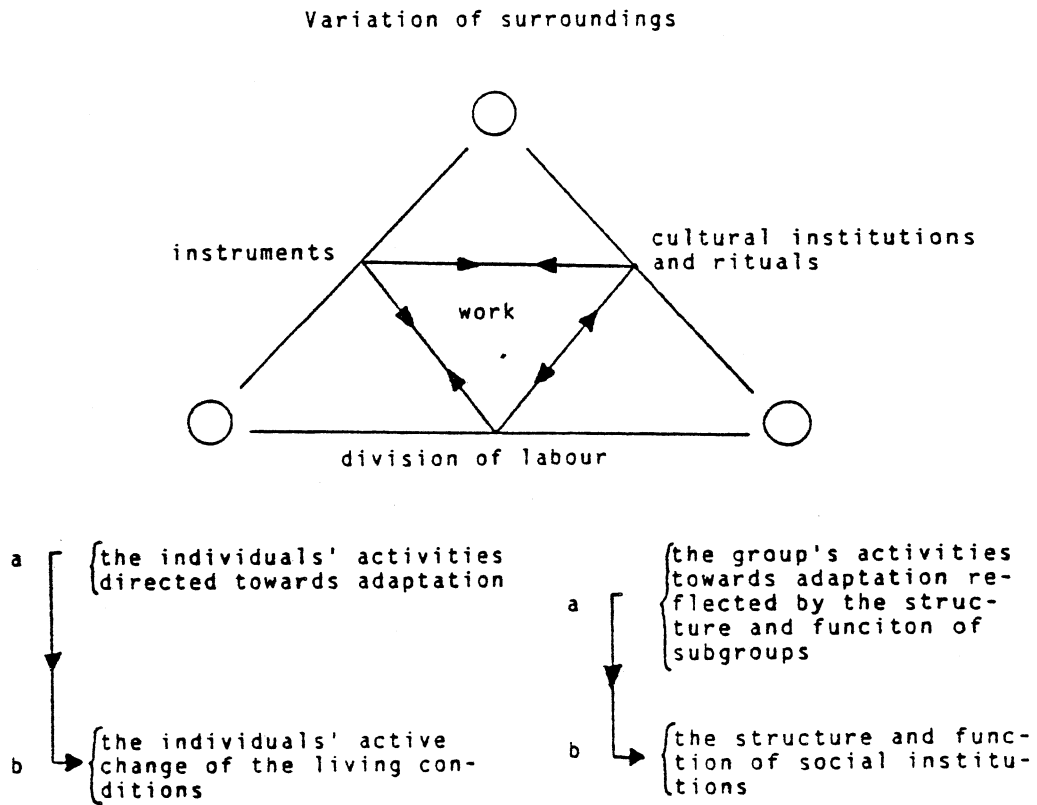 Variation of surroundings
instruments
cultural institutions
and rituals
work
division of labour
a
the individuals' activities
directed towards adaptation
b
the individuals' active
change of the living con-
ditions
a
the group's activities
towards adaptation re-
flected by the struc-
ture and funciton of
subgroups
b
the structure and func-
tion of social institu-
tions